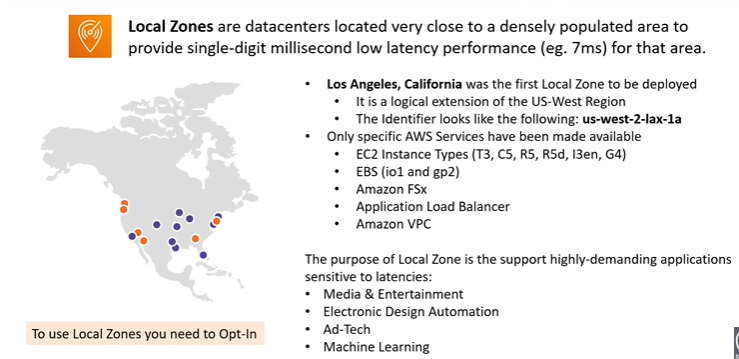 Local Zones are datacenters located very close to a densely populated area to
provide single-digit millisecond low latency performance (eg. 7ms) for that area.
• Los Angeles, California was the first Local Zone to be deployed
• It is a logical extension of the US-West Region
• The Identifier looks like the following: us-west-2-lax-1a
• Only specific AWS Services have been made available
• EC2 Instance Types (T3, C5, R5, R5d, I3en, G4)
• EBS (io1 and gp2)
• Amazon FSx
• Application Load Balancer
• Amazon VPC
The purpose of Local Zone is the support highly-demanding applications
sensitive to latencies:
• Media & Entertainment
• Electronic Design Automation
• Ad-Tech
• Machine Learning
To use Local Zones you need to Opt-In